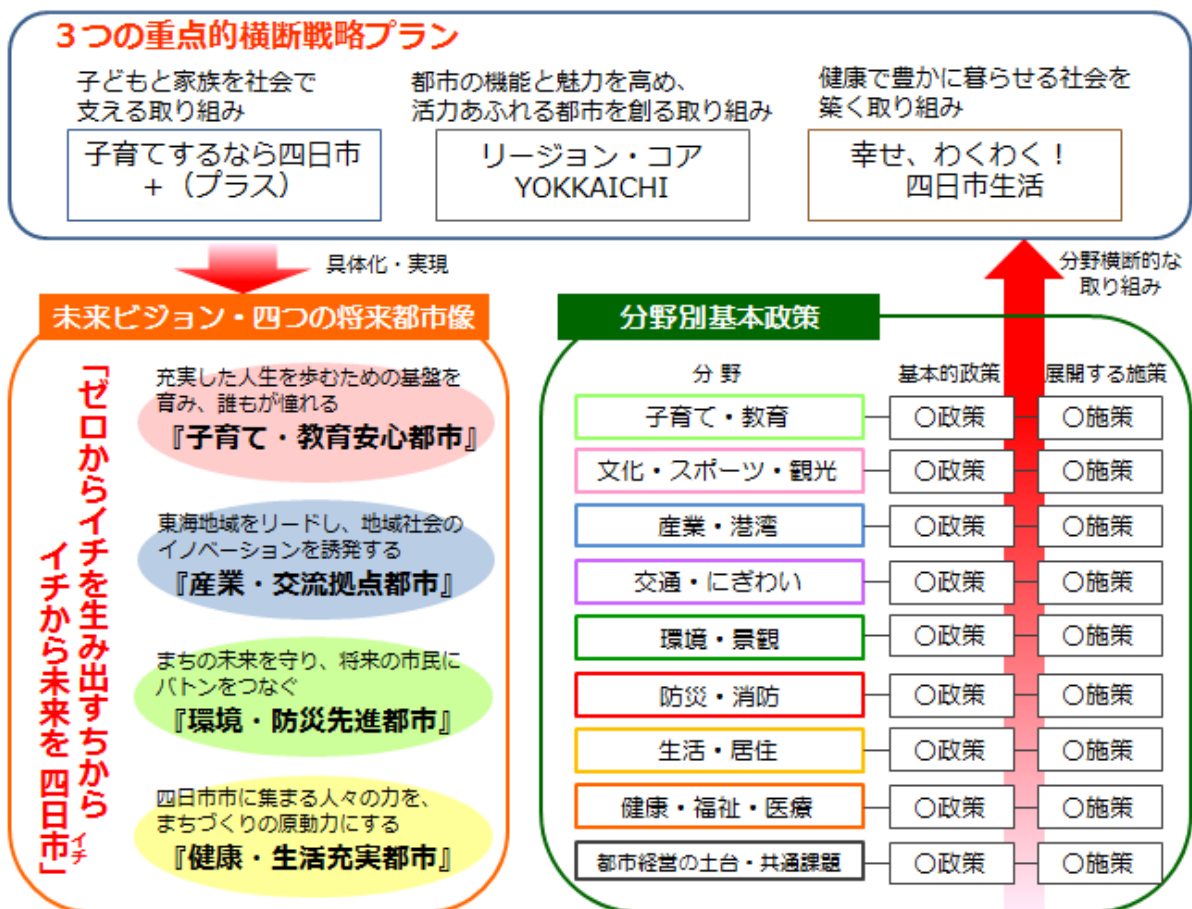 ３つの重点的横断戦略プラン
子どもと家族を社会で
支える取り組み
子育てするなら四日市
+（プラス）
都市の機能と魅力を高め、
活力あふれる都市を創る取り組み
リージョン・コア
YOKKAICHI
健康で豊かに暮らせる社会を
築く取り組み
幸せ、わくわく！
四日市生活
具体化・実現
分野横断的な
取り組み
未来ビジョン・四つの将来都市像
「ゼロからイチを生み出すちから
イチから未来を 四日市」
イチ
充実した人生を歩むための基盤を
育み、誰もが憧れる
『子育て・教育安心都市』
東海地域をリードし、地域社会の
イノベーションを誘発する
『産業・交流拠点都市』
まちの未来を守り、将来の市民に
バトンをつなぐ
『環境・防災先進都市』
四日市市に集まる人々の力を、
まちづくりの原動力にする
『健康・生活充実都市』
分野別基本政策
分 野 基本的政策 展開する施策
子育て・教育 〇政策 〇施策
文化・スポーツ・観光 〇政策 〇施策
産業・港湾 〇政策 〇施策
交通・にぎわい 〇政策 〇施策
環境・景観 〇政策 〇施策
防災・消防 〇政策 〇施策
生活・居住 〇政策 〇施策
健康・福祉・医療 〇政策 〇施策
都市経営の土台・共通課題 〇政策 〇施策